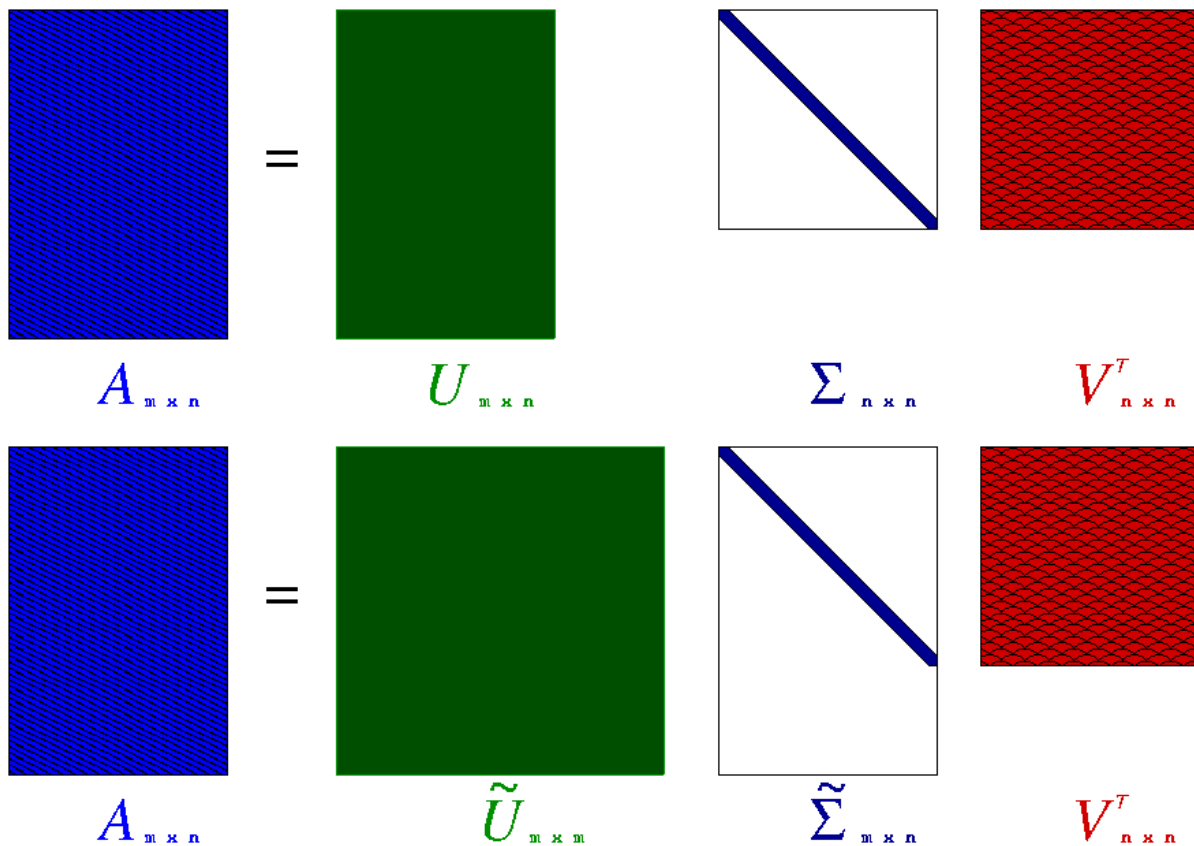 =
A m x n U m x n Σ n x n V^T n x n
=
A m x n Ũ m x m Σ̃ m x n V^T n x n